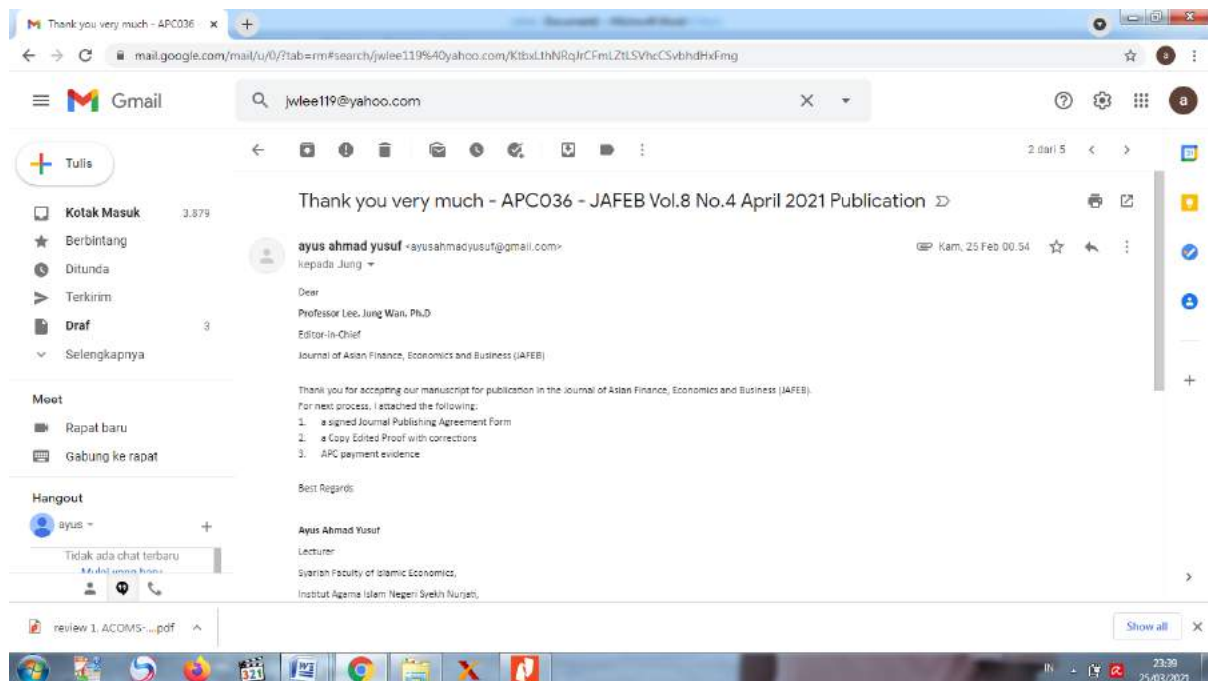 Thank you very much - APC036
mail.google.com/mail/u/0/?tab=rm#search/jwlee119%40yahoo.com/
Gmail
jwlee119@yahoo.com
a
Tulis
2 dari 5
Kotak Masuk 3.879
Berbintang
Ditunda
Terkirim
Draf 3
Selengkapnya
Meet
Rapat baru
Gabung ke rapat
Hangout
ayus
Tidak ada chat terbaru
Thank you very much - APC036 - JAFEB Vol.8 No.4 April 2021 Publication
ayus ahmad yusuf <ayusahmadyusuf@gmail.com>
Kam, 25 Feb 00.54
kepada Jung
Dear
Professor Lee, Jung Wan, Ph.D
Editor-in-Chief
Journal of Asian Finance, Economics and Business (JAFEB)
Thank you for accepting our manuscript for publication in the Journal of Asian Finance, Economics and Business (JAFEB).
For next process, I attached the following:
1. a signed Journal Publishing Agreement Form
2. a Copy Edited Proof with corrections
3. APC payment evidence
Best Regards
Ayus Ahmad Yusuf
Lecturer
Syariah Faculty of Islamic Economics,
Institut Agama Islam Negeri Syekh Nurjati,
review 1. ACOMS-....pdf
Show all
321
IN
23:39
25/03/2021